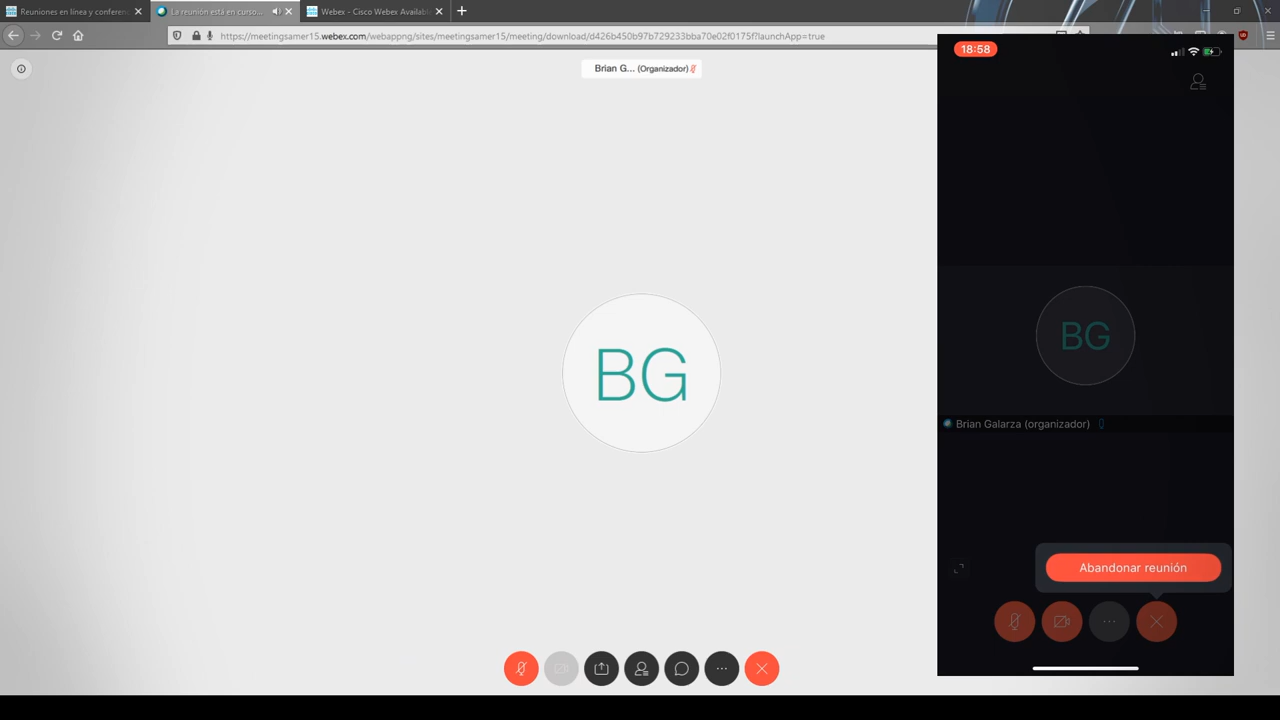 Reuniones en línea y conferen
La reunión está en curso...
Webex - Cisco Webex Availabl
https://meetingsamer15.webex.com/webappng/sites/meetingsamer15/meeting/download/d426b450b97b729233bba70e02f0175f?launchApp=true
18:58
Brian G... (Organizador)
BG
BG
Brian Galarza (organizador)
Abandonar reunión